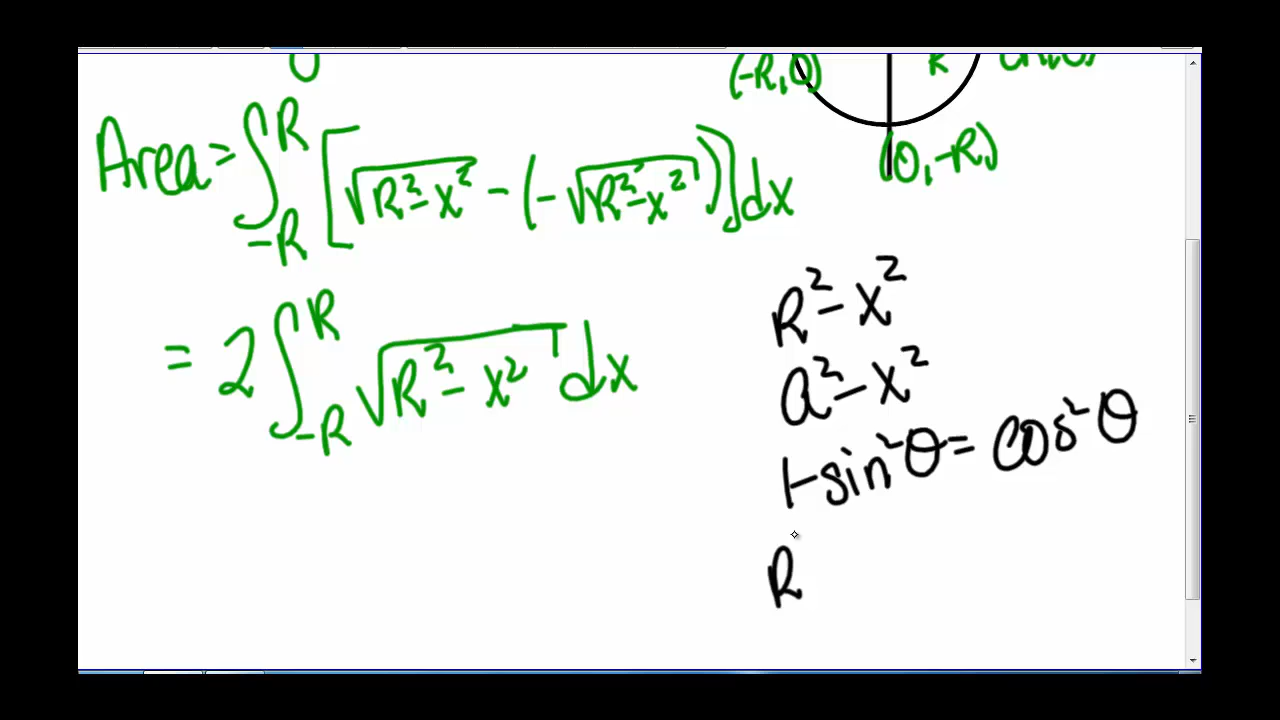 (-R,0)
R
(0,-R)
Area = ∫_{-R}^{R} [√(R²-x²) - (-√(R²-x²))] dx
= 2 ∫_{-R}^{R} √(R²-x²) dx
R²-x²
a²-x²
1-sin²θ = cos²θ
R